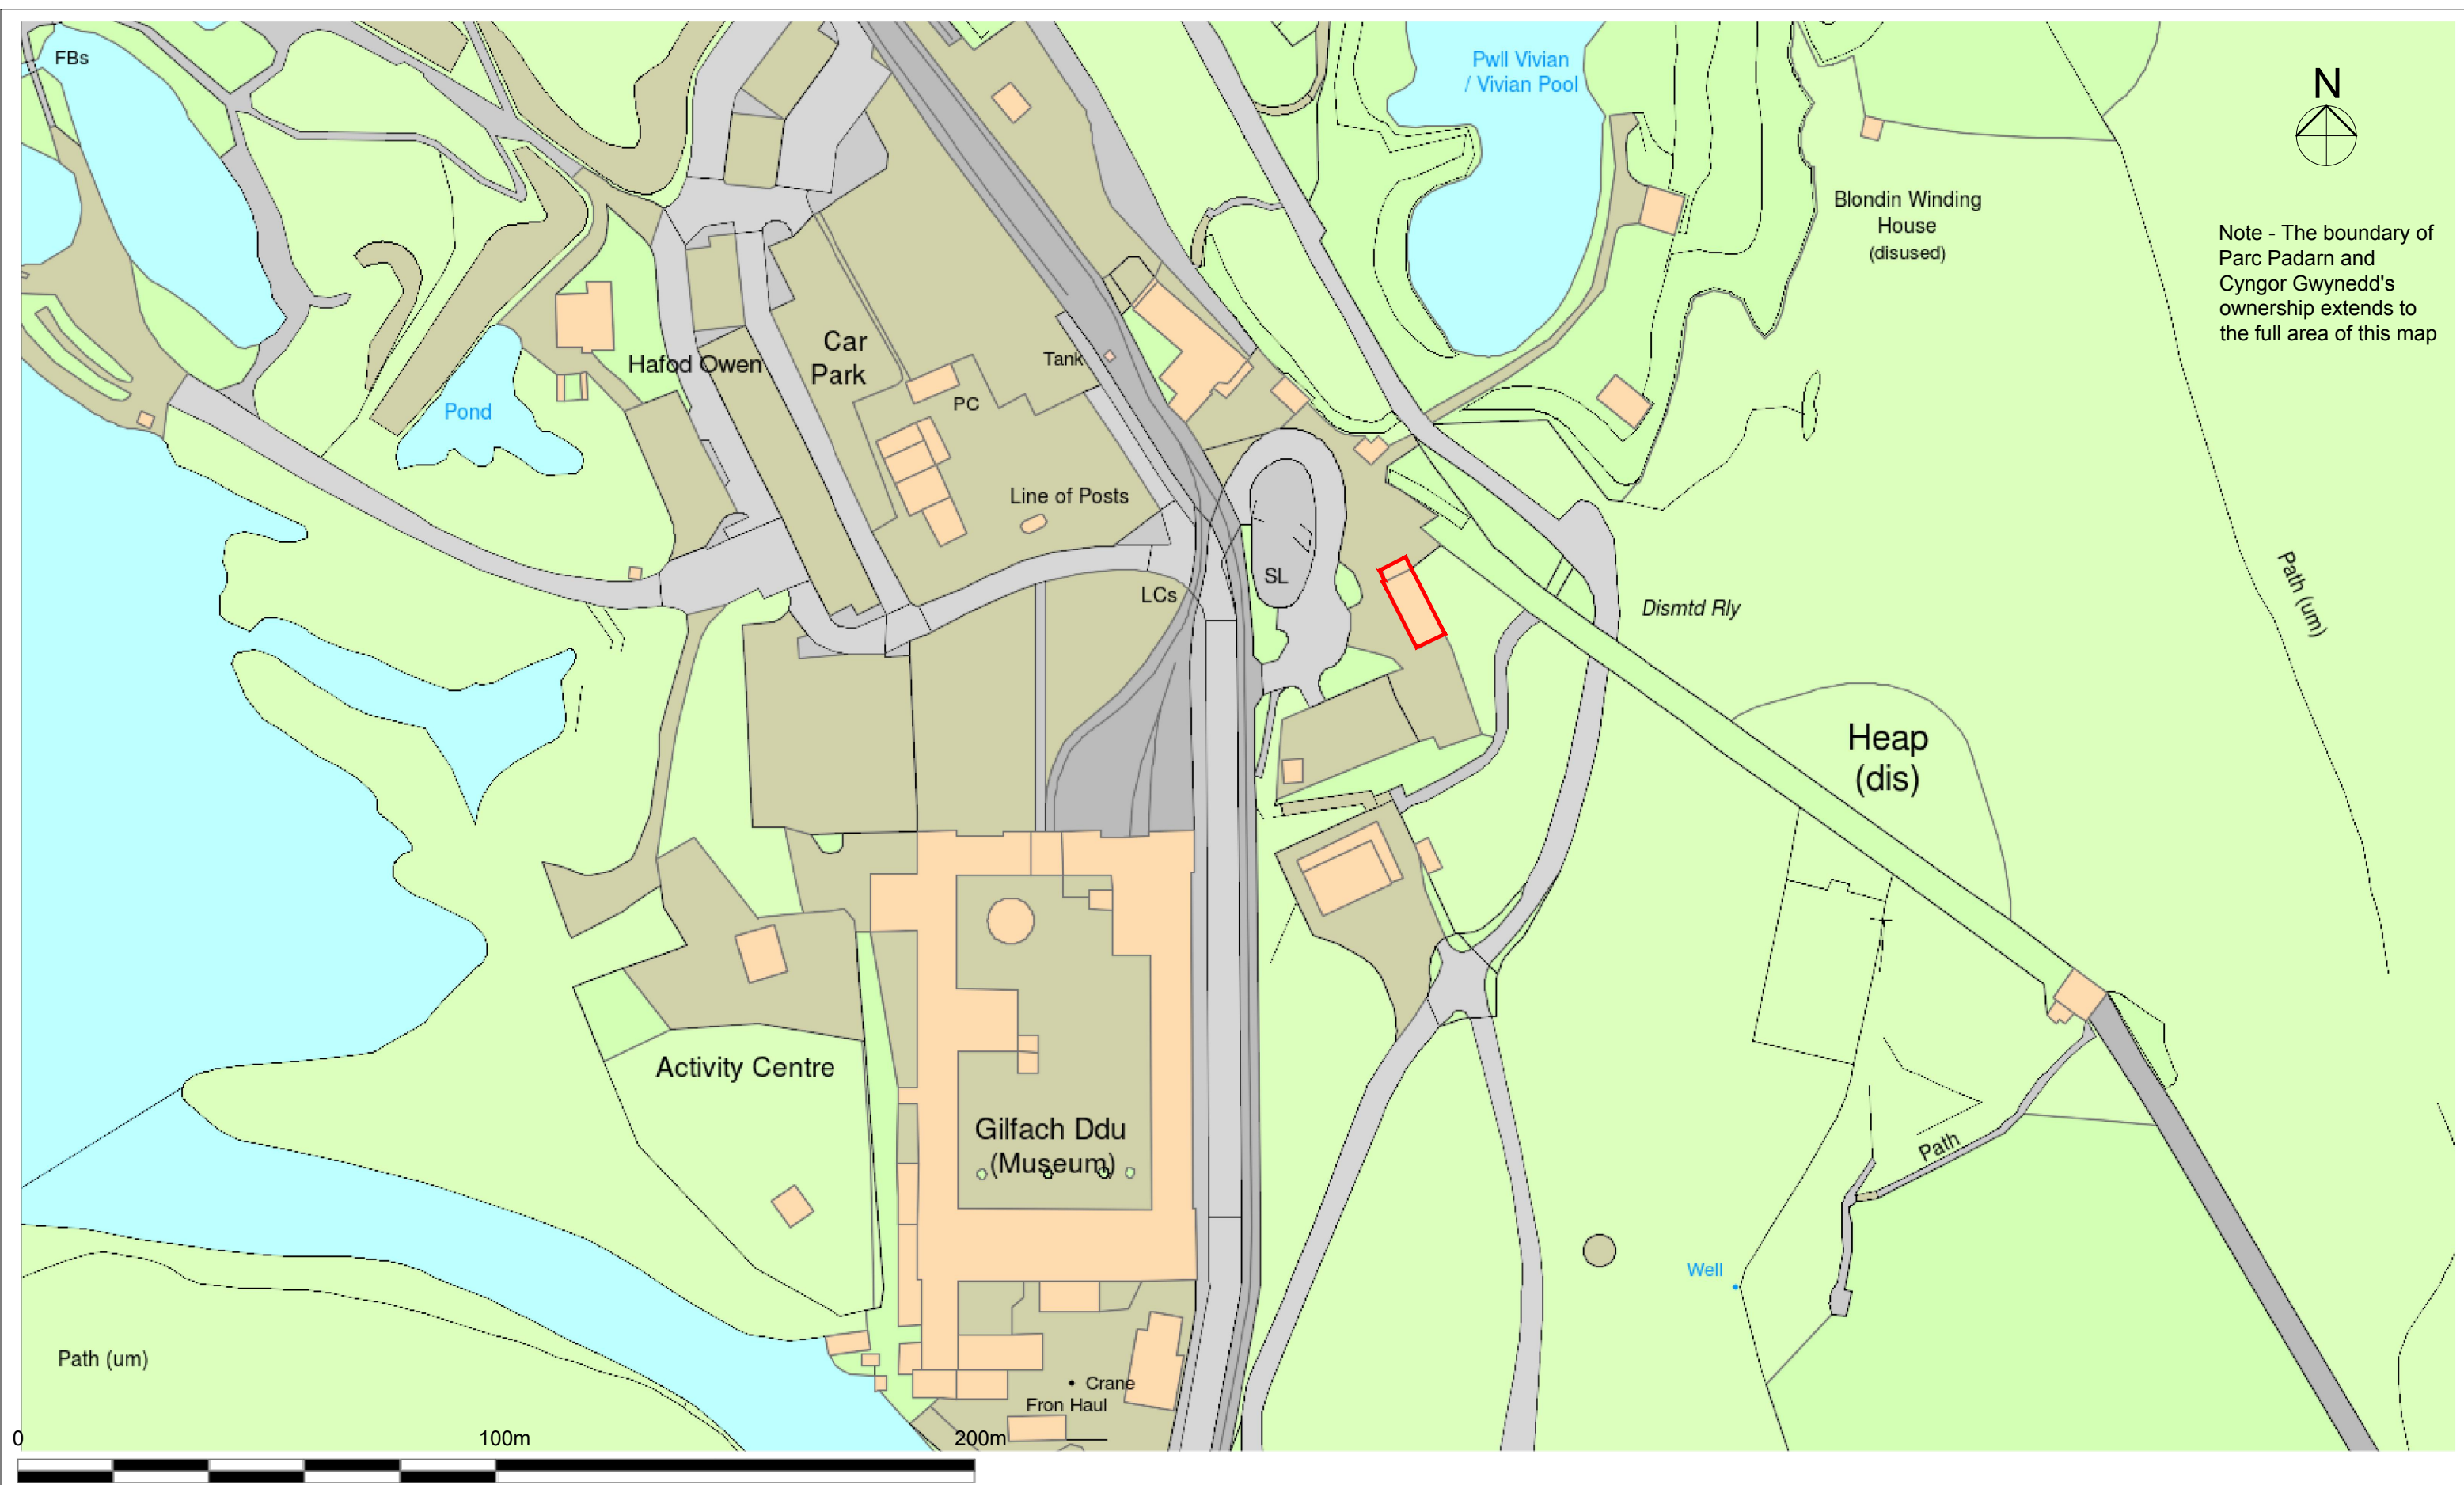 FBs
Pwll Vivian
/ Vivian Pool
N
Blondin Winding
House
(disused)
Note - The boundary of
Parc Padarn and
Cyngor Gwynedd's
ownership extends to
the full area of this map
Hafod Owen
Car
Park
Tank
PC
Pond
Line of Posts
LCs
SL
Dismtd Rly
Path (um)
Heap
(dis)
Activity Centre
Gilfach Ddu
(Museum)
Path
Well
Path (um)
Crane
Fron Haul
0
100m
200m